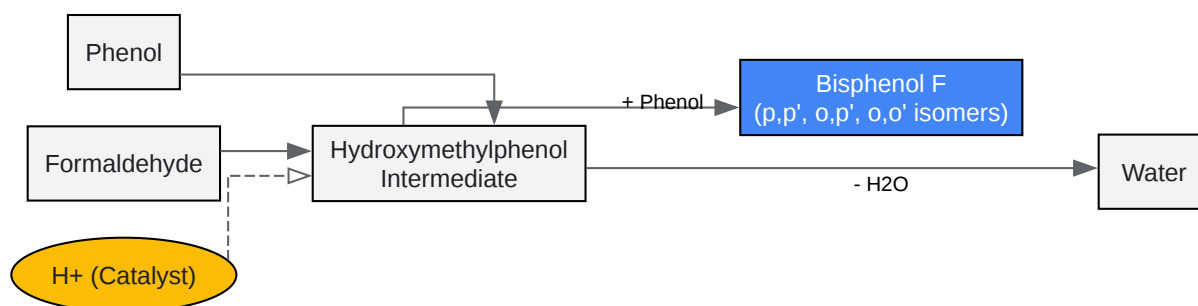 Phenol
Bisphenol F
(p,p', o,p', o,o' isomers)
+ Phenol
Formaldehyde
Hydroxymethylphenol
Intermediate
Water
- H2O
H+ (Catalyst)